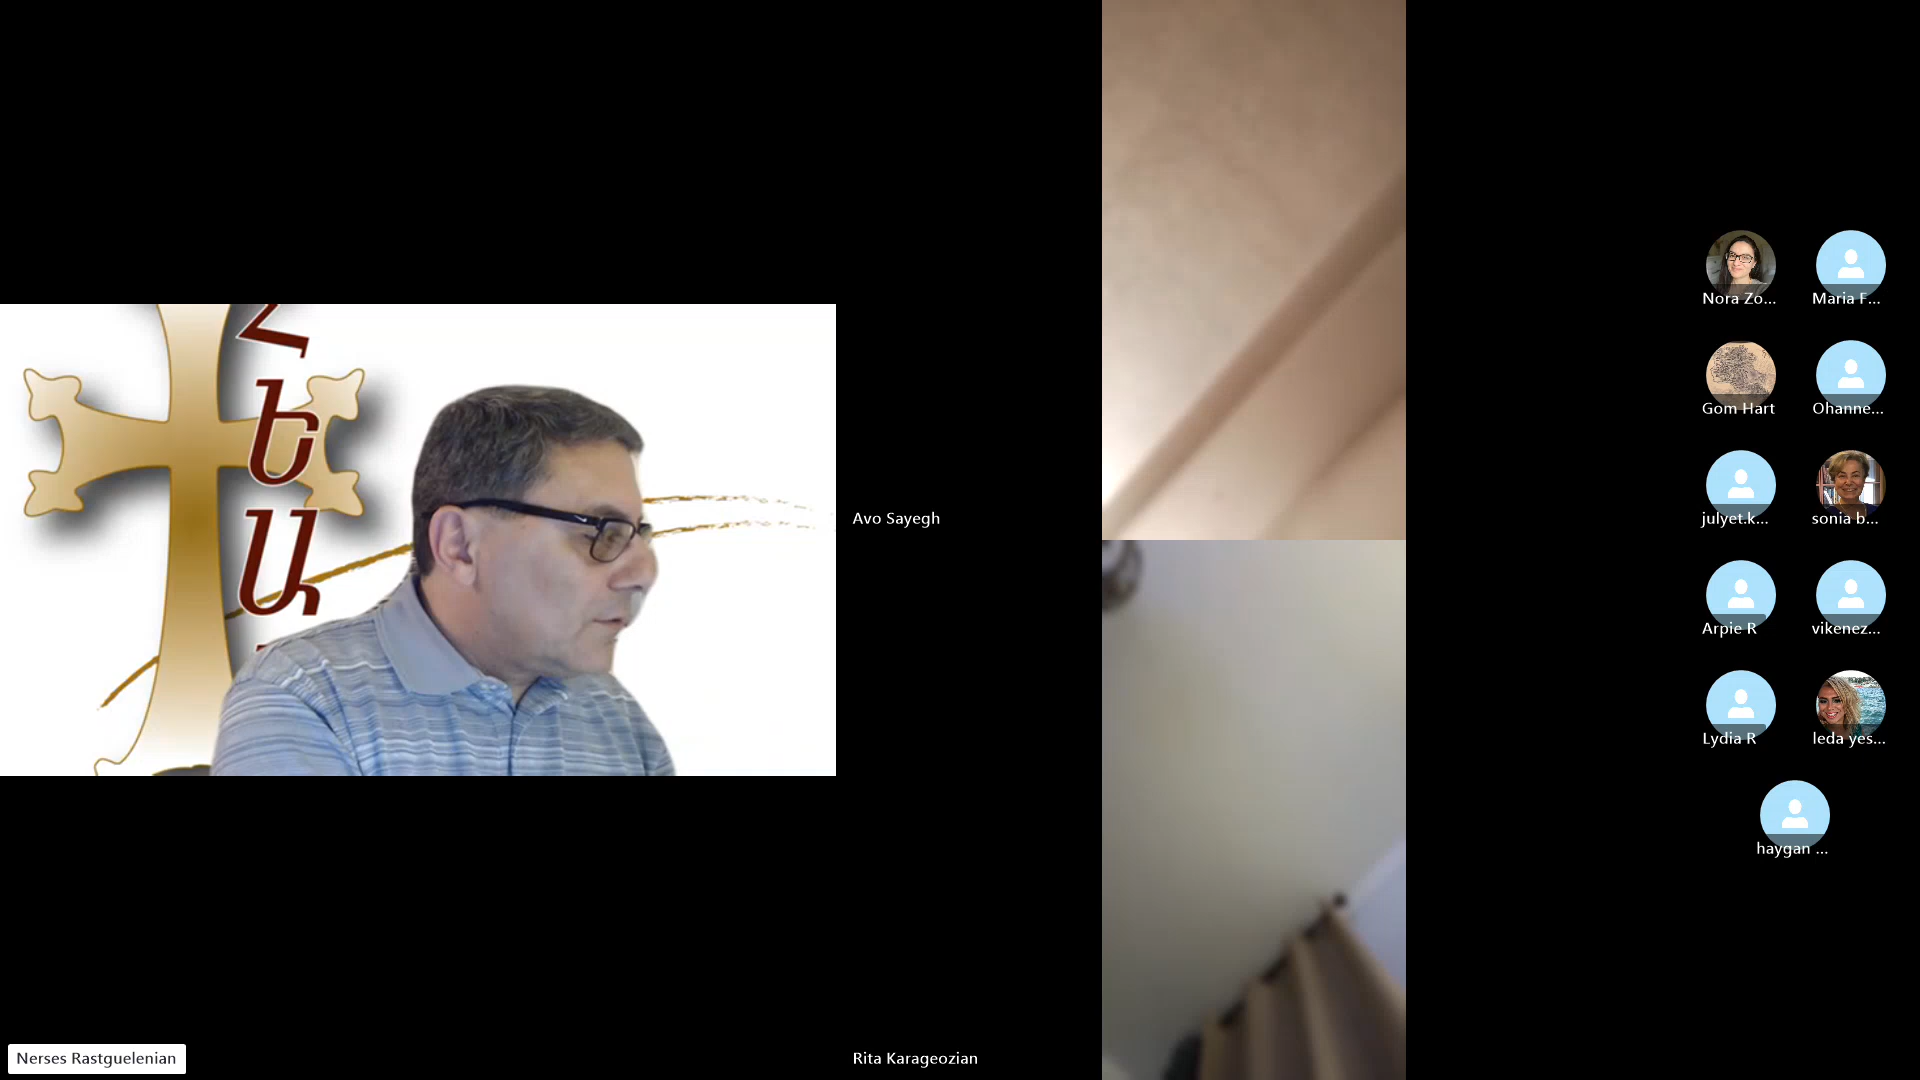 Հ
ե
ա
Nerses Rastguelenian
Avo Sayegh
Rita Karageozian
Nora Zo...
Maria F...
Gom Hart
Ohanne...
julyet.k...
sonia b...
Arpie R
vikenez...
Lydia R
leda yes...
haygan ...